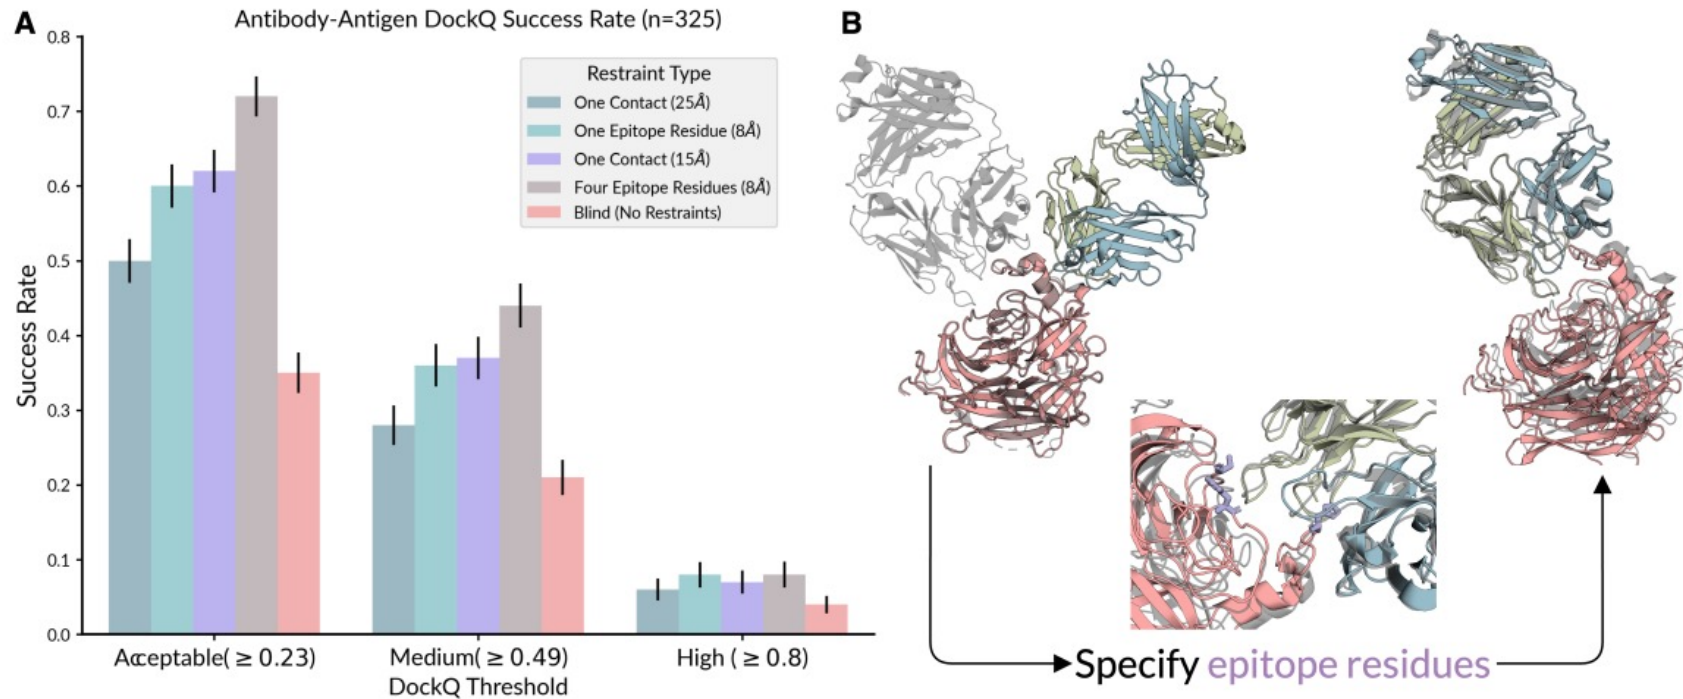 A
Antibody-Antigen DockQ Success Rate (n=325)
Success Rate
0.8
0.7
0.6
0.5
0.4
0.3
0.2
0.1
0.0
Restraint Type
One Contact (25Å)
One Epitope Residue (8Å)
One Contact (15Å)
Four Epitope Residues (8Å)
Blind (No Restraints)
Acceptable( ≥ 0.23)
Medium( ≥ 0.49)
High ( ≥ 0.8)
DockQ Threshold
B
Specify epitope residues